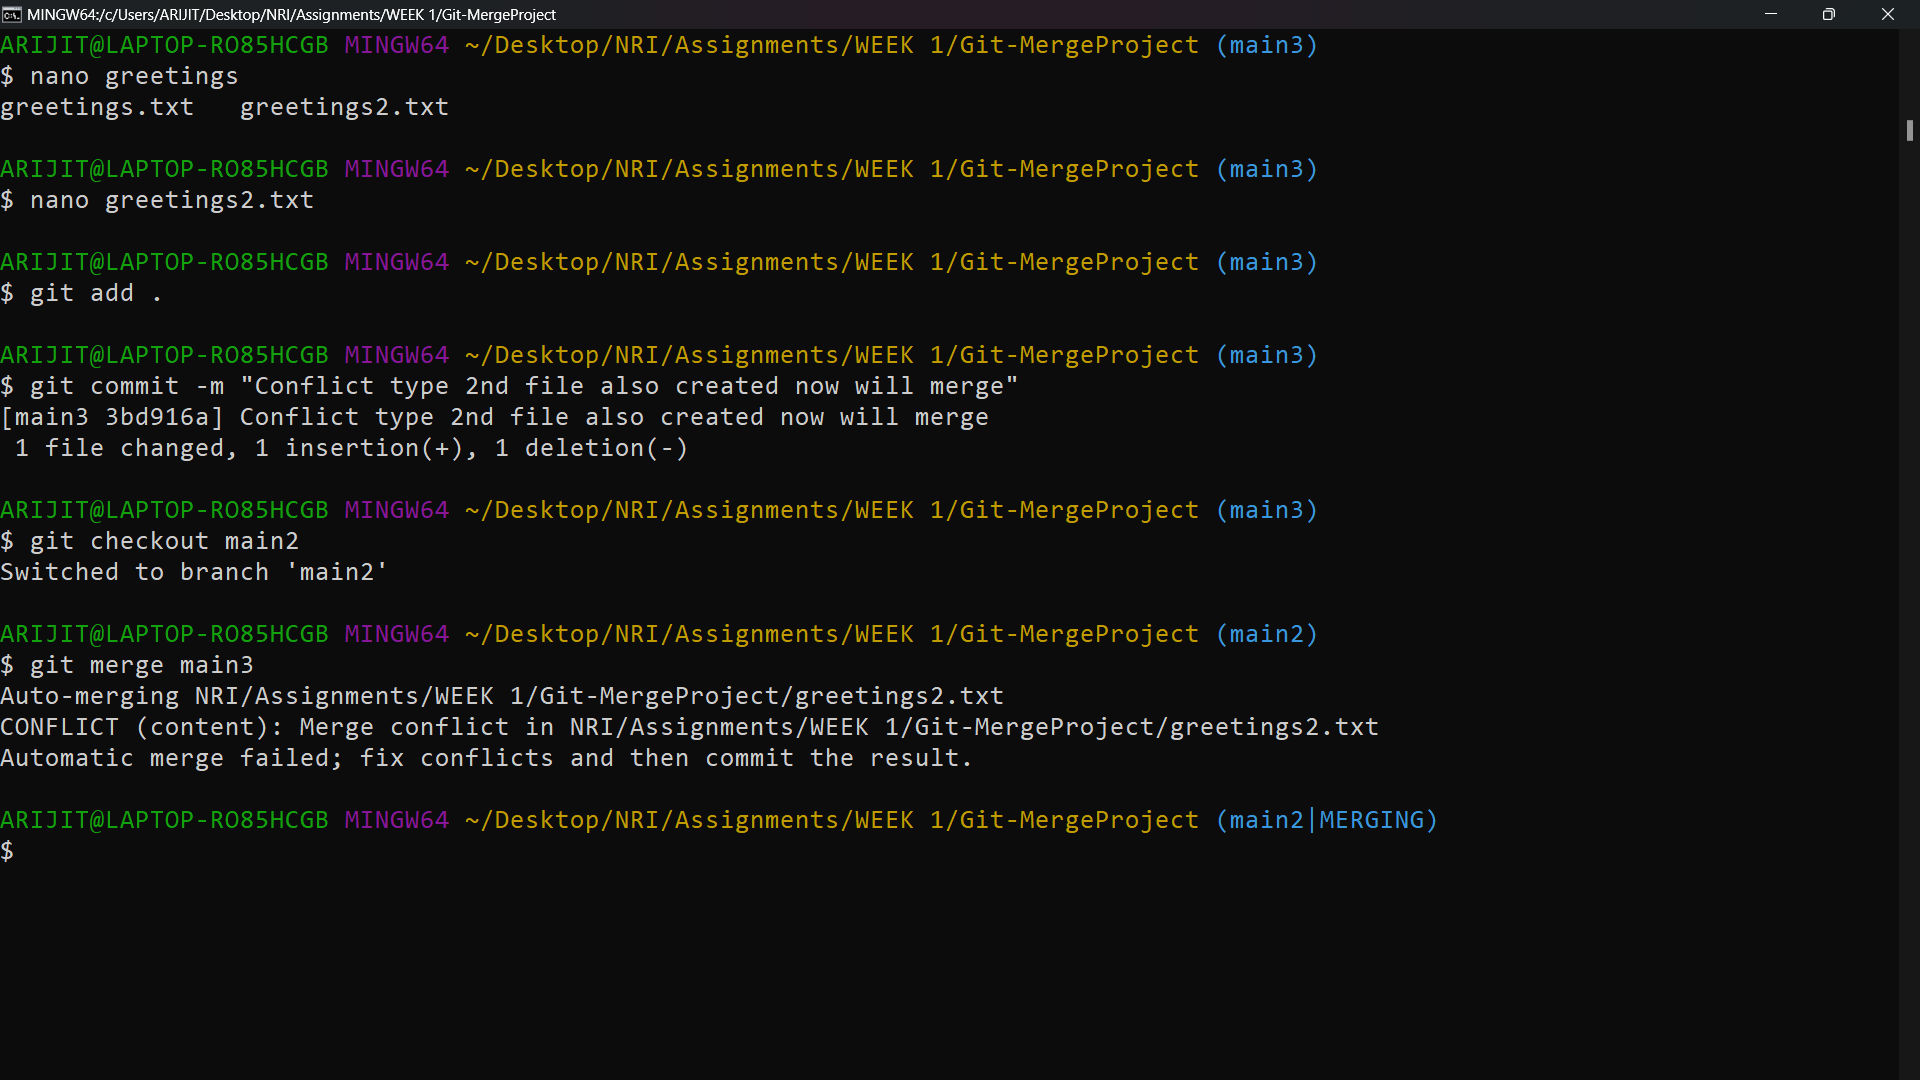 MINGW64:/c/Users/ARIJIT/Desktop/NRI/Assignments/WEEK 1/Git-MergeProject
ARIJIT@LAPTOP-RO85HCGB MINGW64 ~/Desktop/NRI/Assignments/WEEK 1/Git-MergeProject (main3)
$ nano greetings
greetings.txt   greetings2.txt
ARIJIT@LAPTOP-RO85HCGB MINGW64 ~/Desktop/NRI/Assignments/WEEK 1/Git-MergeProject (main3)
$ nano greetings2.txt
ARIJIT@LAPTOP-RO85HCGB MINGW64 ~/Desktop/NRI/Assignments/WEEK 1/Git-MergeProject (main3)
$ git add .
ARIJIT@LAPTOP-RO85HCGB MINGW64 ~/Desktop/NRI/Assignments/WEEK 1/Git-MergeProject (main3)
$ git commit -m "Conflict type 2nd file also created now will merge"
[main3 3bd916a] Conflict type 2nd file also created now will merge
 1 file changed, 1 insertion(+), 1 deletion(-)
ARIJIT@LAPTOP-RO85HCGB MINGW64 ~/Desktop/NRI/Assignments/WEEK 1/Git-MergeProject (main3)
$ git checkout main2
Switched to branch 'main2'
ARIJIT@LAPTOP-RO85HCGB MINGW64 ~/Desktop/NRI/Assignments/WEEK 1/Git-MergeProject (main2)
$ git merge main3
Auto-merging NRI/Assignments/WEEK 1/Git-MergeProject/greetings2.txt
CONFLICT (content): Merge conflict in NRI/Assignments/WEEK 1/Git-MergeProject/greetings2.txt
Automatic merge failed; fix conflicts and then commit the result.
ARIJIT@LAPTOP-RO85HCGB MINGW64 ~/Desktop/NRI/Assignments/WEEK 1/Git-MergeProject (main2|MERGING)
$